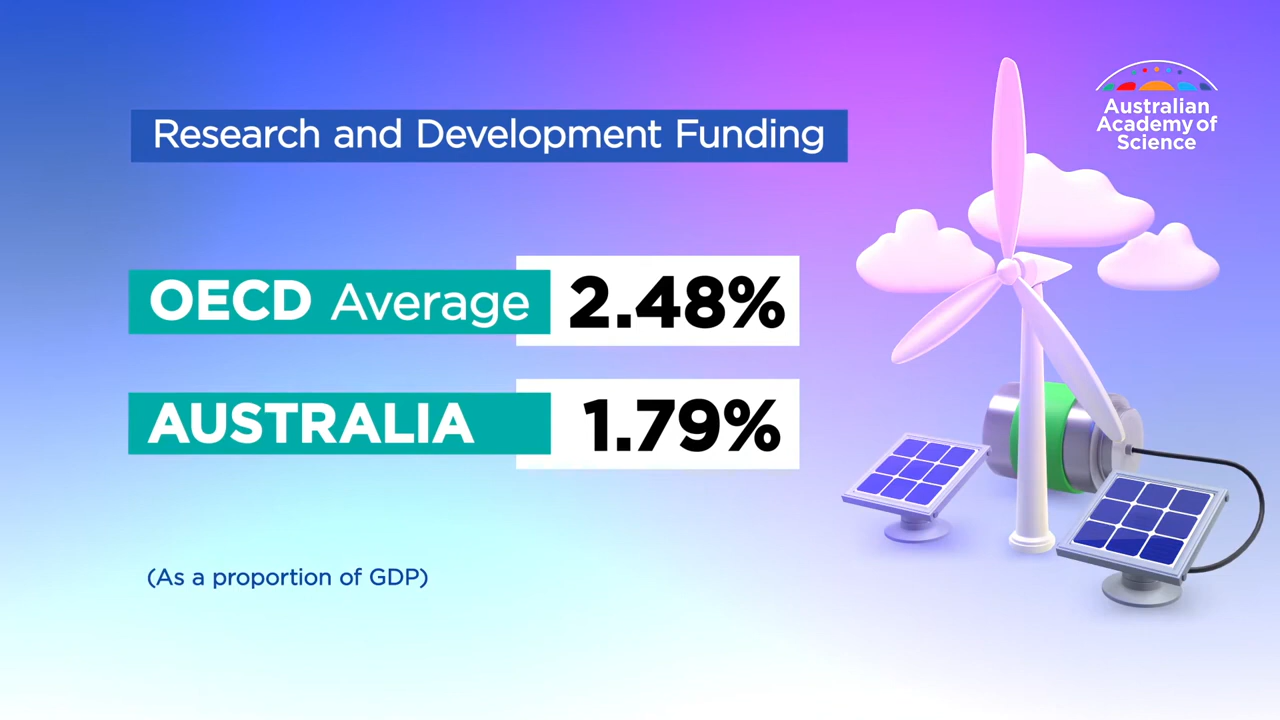 Research and Development Funding
Australian
Academy of
Science
OECD Average 2.48%
AUSTRALIA 1.79%
(As a proportion of GDP)